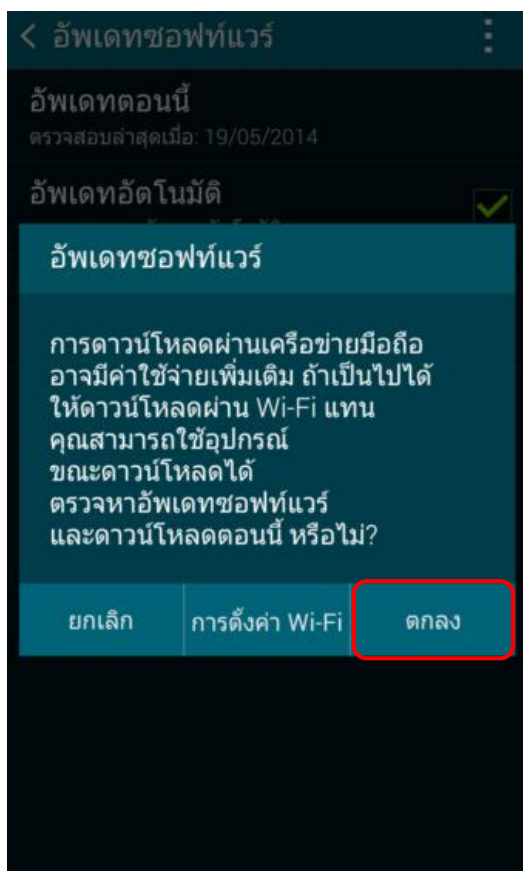 อัพเดทซอฟท์แวร์
อัพเดทตอนนี้
ตรวจสอบล่าสุดเมื่อ: 19/05/2014
อัพเดทอัตโนมัติ
อัพเดทซอฟท์แวร์
การดาวน์โหลดผ่านเครือข่ายมือถือ
อาจมีค่าใช้จ่ายเพิ่มเติม ถ้าเป็นไปได้
ให้ดาวน์โหลดผ่าน Wi-Fi แทน
คุณสามารถใช้อุปกรณ์
ขณะดาวน์โหลดได้
ตรวจหาอัพเดทซอฟท์แวร์
และดาวน์โหลดตอนนี้ หรือไม่?
ยกเลิก การตั้งค่า Wi-Fi ตกลง